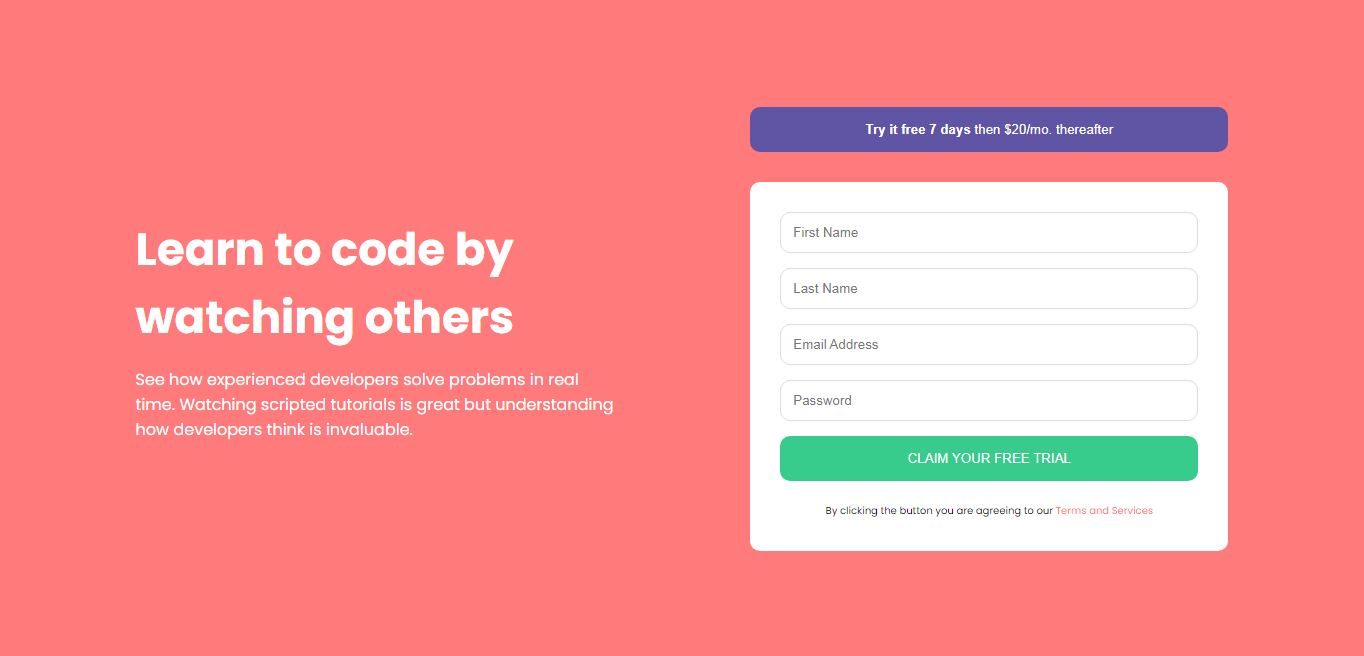 Learn to code by
watching others
See how experienced developers solve problems in real
time. Watching scripted tutorials is great but understanding
how developers think is invaluable.
Try it free 7 days then $20/mo. thereafter
First Name
Last Name
Email Address
Password
CLAIM YOUR FREE TRIAL
By clicking the button you are agreeing to our Terms and Services